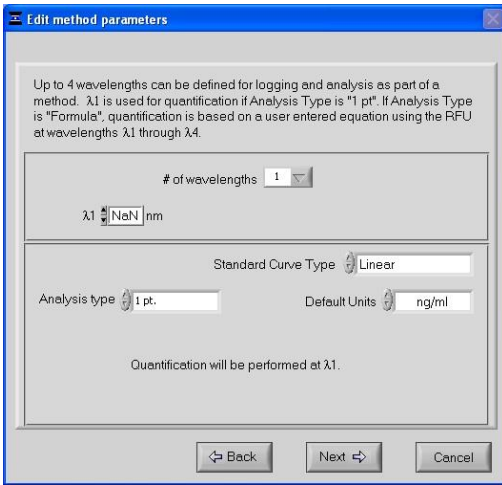 Edit method parameters
Up to 4 wavelengths can be defined for logging and analysis as part of a
method. λ1 is used for quantification if Analysis Type is "1 pt". If Analysis Type
is "Formula", quantification is based on a user entered equation using the RFU
at wavelengths λ1 through λ4.
# of wavelengths 1
λ1 NaN nm
Standard Curve Type Linear
Analysis type 1 pt. Default Units ng/ml
Quantification will be performed at λ1.
Back Next Cancel